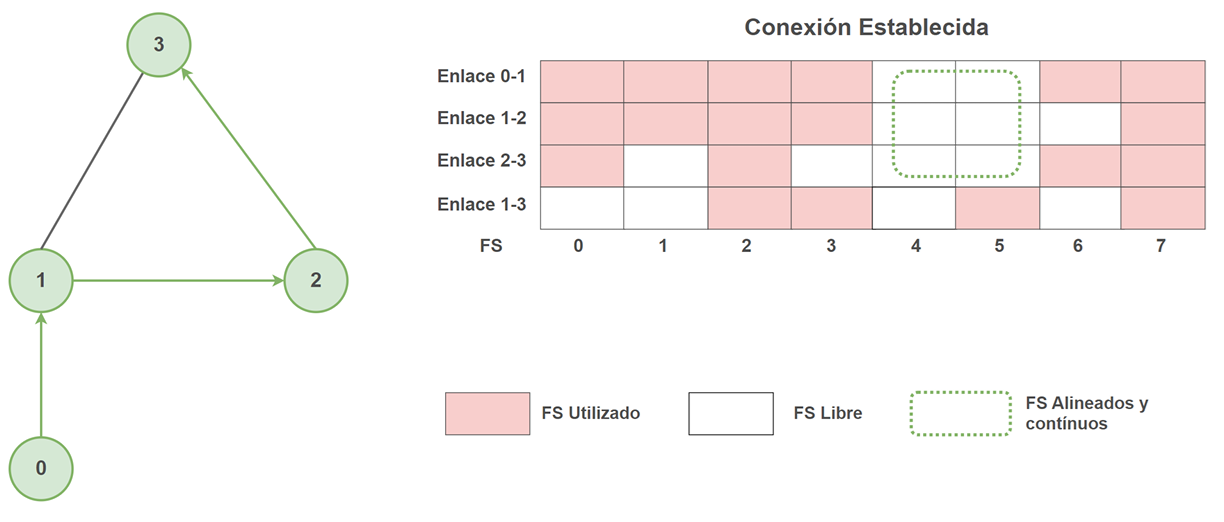 Conexión Establecida
3
1
2
0
Enlace 0-1
Enlace 1-2
Enlace 2-3
Enlace 1-3
FS 0 1 2 3 4 5 6 7
FS Utilizado
FS Libre
FS Alineados y
contínuos